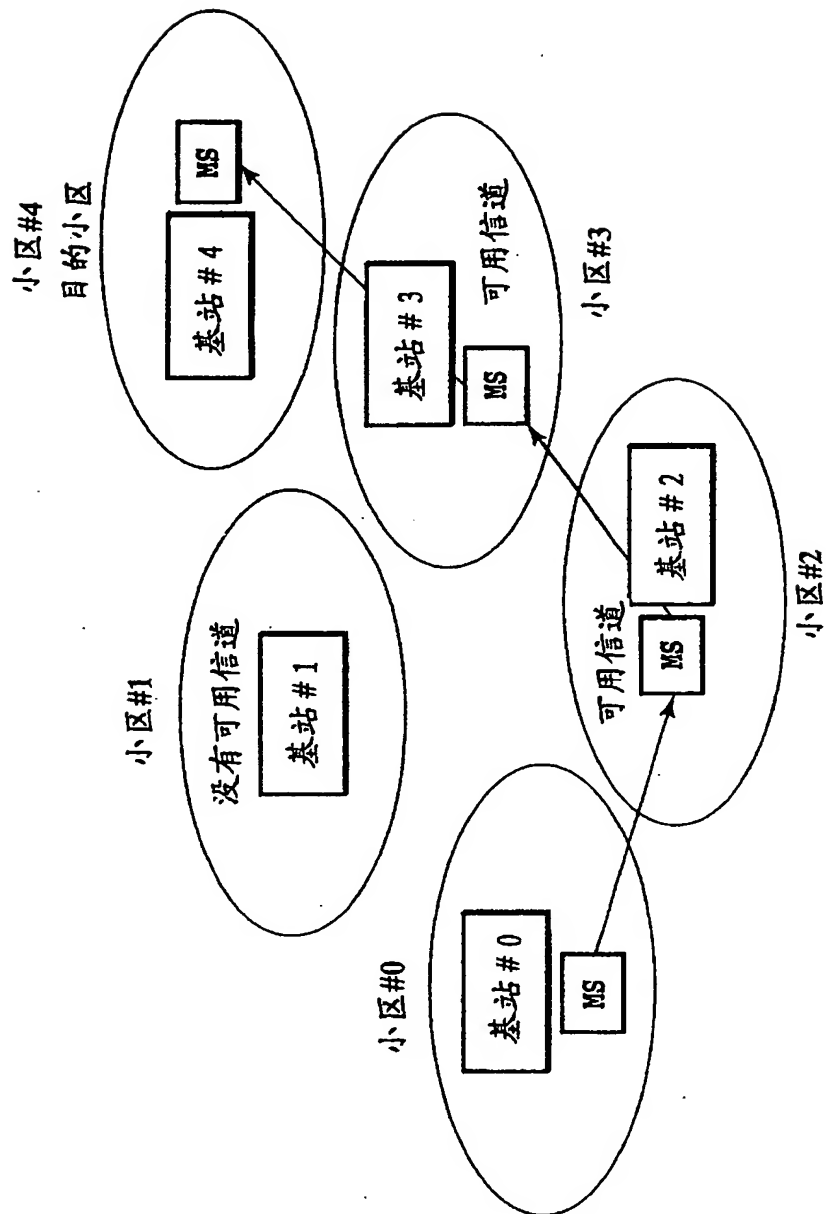 小区#0
基站#0
MS
小区#1
没有可用信道
基站#1
可用信道
MS
基站#2
小区#2
基站#3
MS
可用信道
小区#3
小区#4
目的小区
基站#4
MS